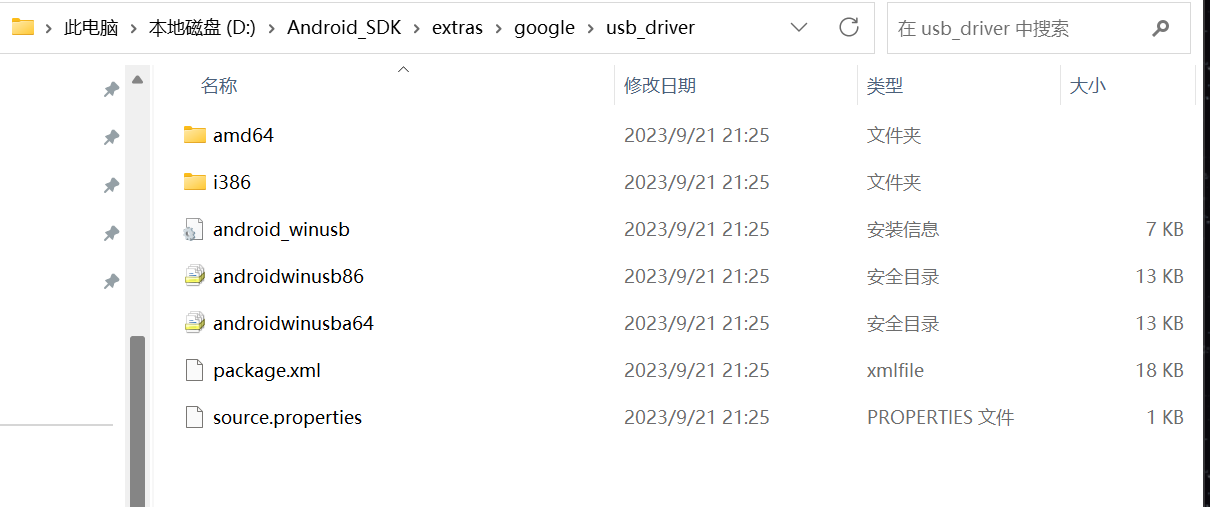 此电脑 > 本地磁盘 (D:) > Android_SDK > extras > google > usb_driver
在 usb_driver 中搜索
名称 修改日期 类型 大小
amd64 2023/9/21 21:25 文件夹
i386 2023/9/21 21:25 文件夹
android_winusb 2023/9/21 21:25 安装信息 7 KB
androidwinusb86 2023/9/21 21:25 安全目录 13 KB
androidwinusba64 2023/9/21 21:25 安全目录 13 KB
package.xml 2023/9/21 21:25 xmlfile 18 KB
source.properties 2023/9/21 21:25 PROPERTIES 文件 1 KB